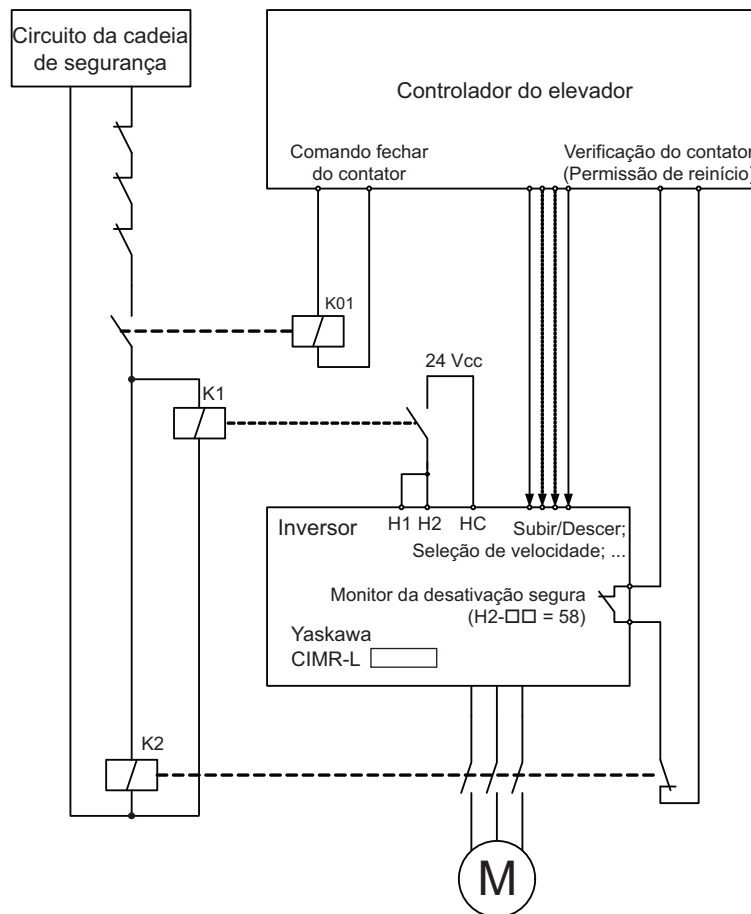 Circuito da cadeia
de segurança
Controlador do elevador
Comando fechar
do contator
Verificação do contator
(Permissão de reinício)
K01
24 Vcc
K1
Inversor
H1
H2
HC
Subir/Descer;
Seleção de velocidade; ...
Monitor da desativação segura
(H2-□□ = 58)
Yaskawa
CIMR-L
K2
M